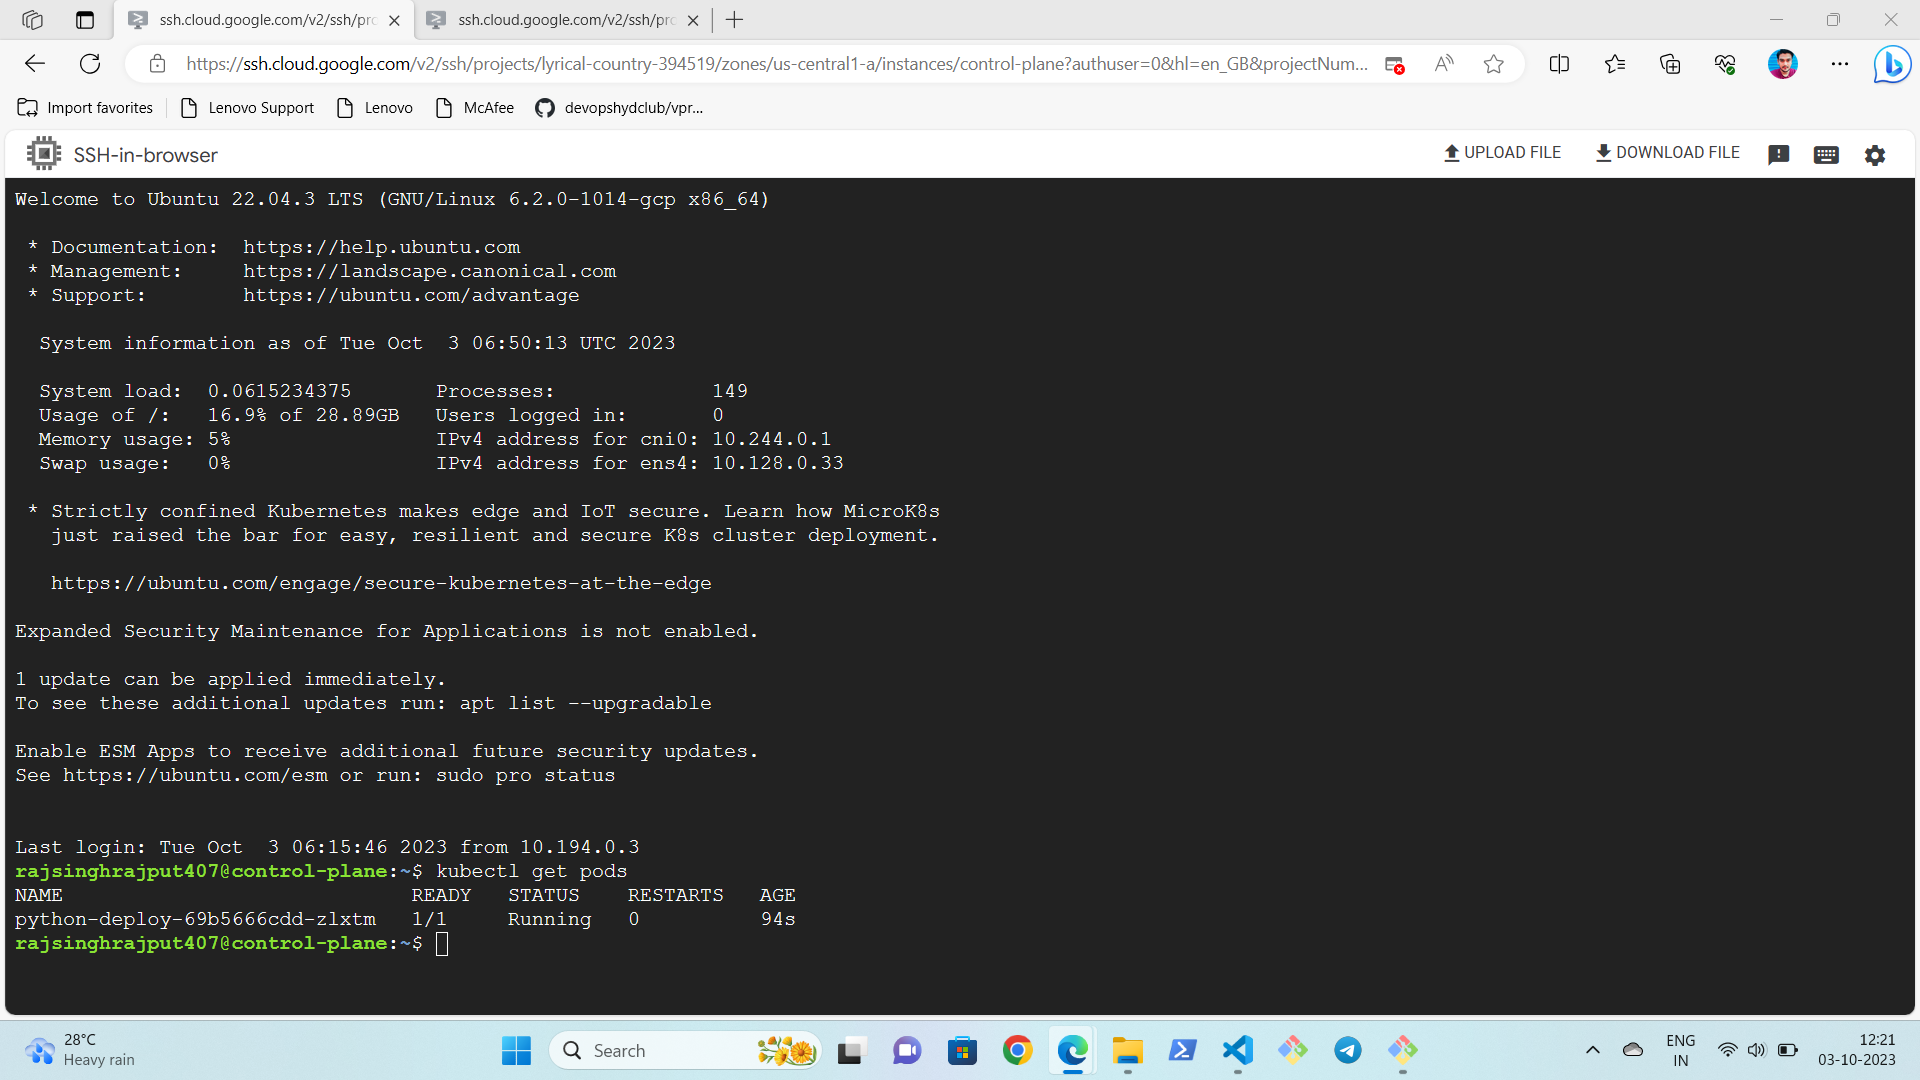 ssh.cloud.google.com/v2/ssh/pro
ssh.cloud.google.com/v2/ssh/pro
https://ssh.cloud.google.com/v2/ssh/projects/lyrical-country-394519/zones/us-central1-a/instances/control-plane?authuser=0&hl=en_GB&projectNum...
Import favorites
Lenovo Support
Lenovo
McAfee
devopshydclub/vpr...
SSH-in-browser
UPLOAD FILE
DOWNLOAD FILE
Welcome to Ubuntu 22.04.3 LTS (GNU/Linux 6.2.0-1014-gcp x86_64)
* Documentation:  https://help.ubuntu.com
* Management:     https://landscape.canonical.com
* Support:        https://ubuntu.com/advantage
System information as of Tue Oct  3 06:50:13 UTC 2023
System load:  0.0615234375       Processes:             149
Usage of /:   16.9% of 28.89GB   Users logged in:       0
Memory usage: 5%                 IPv4 address for cni0: 10.244.0.1
Swap usage:   0%                 IPv4 address for ens4: 10.128.0.33
* Strictly confined Kubernetes makes edge and IoT secure. Learn how MicroK8s
just raised the bar for easy, resilient and secure K8s cluster deployment.
https://ubuntu.com/engage/secure-kubernetes-at-the-edge
Expanded Security Maintenance for Applications is not enabled.
1 update can be applied immediately.
To see these additional updates run: apt list --upgradable
Enable ESM Apps to receive additional future security updates.
See https://ubuntu.com/esm or run: sudo pro status
Last login: Tue Oct  3 06:15:46 2023 from 10.194.0.3
rajsinghrajput407@control-plane:~$ kubectl get pods
NAME                             READY   STATUS    RESTARTS   AGE
python-deploy-69b5666cdd-zlxtm   1/1     Running   0          94s
rajsinghrajput407@control-plane:~$
28°C
Heavy rain
Search
ENG
IN
12:21
03-10-2023